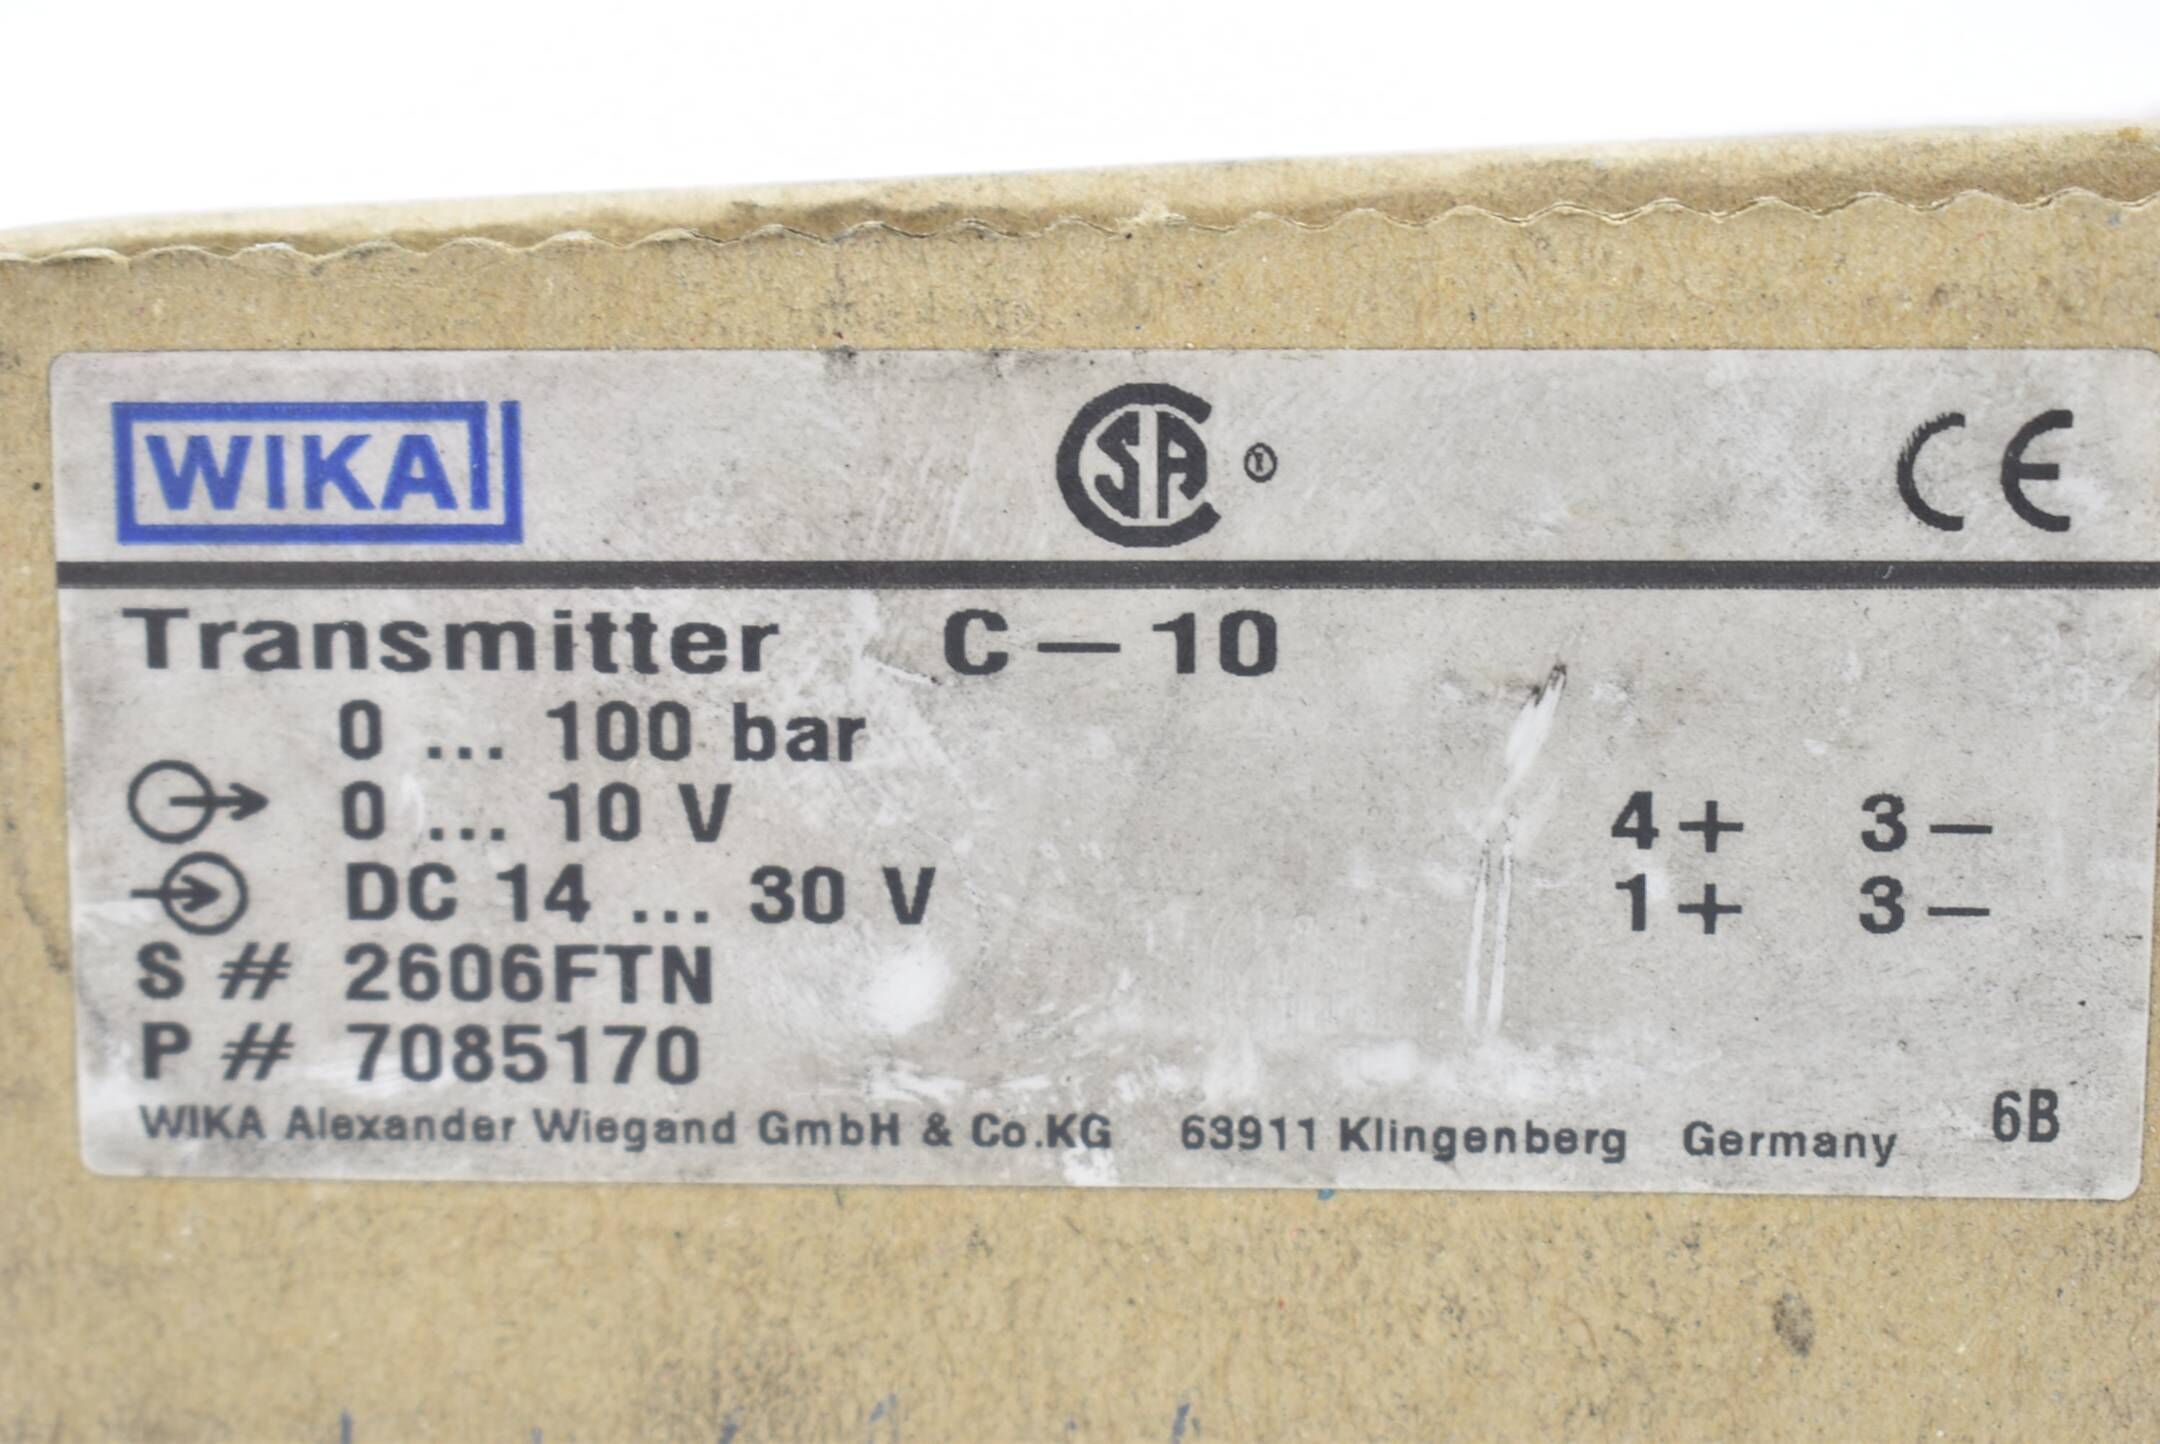 WIKA
CSA ®
CE
Transmitter C — 10
0 ... 100 bar
0 ... 10 V 4+ 3—
DC 14 ... 30 V 1+ 3—
S # 2606FTN
P # 7085170
WIKA Alexander Wiegand GmbH & Co.KG 63911 Klingenberg Germany 6B